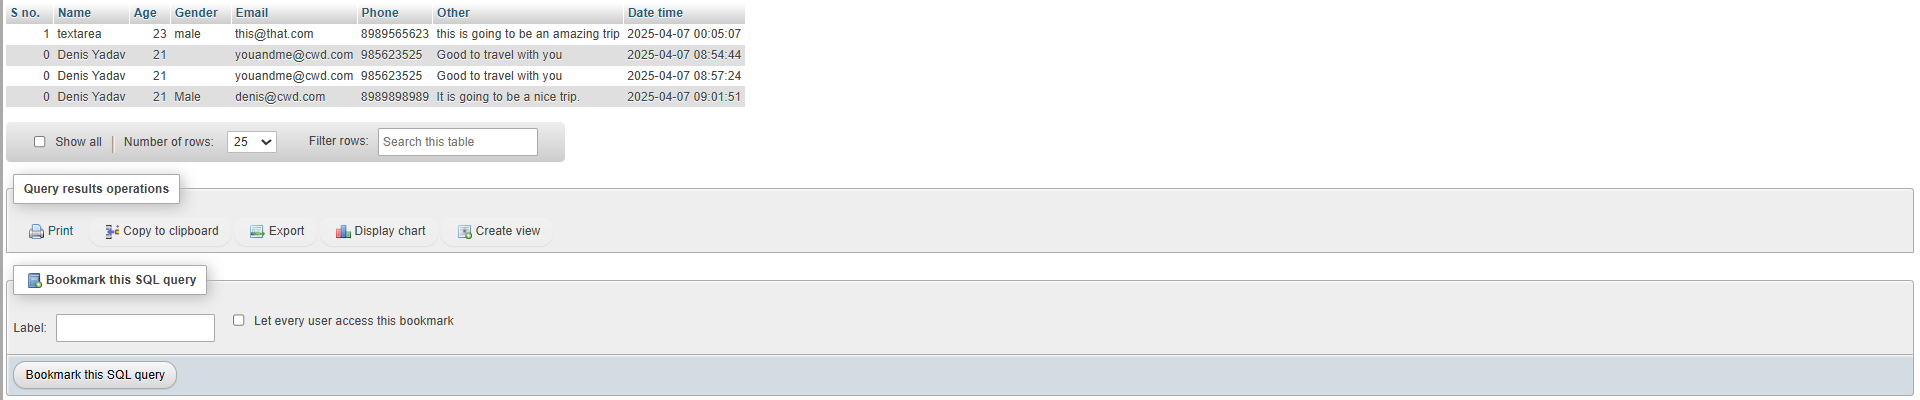 S no. Name Age Gender Email Phone Other Date time
1 textarea 23 male this@that.com 8989565623 this is going to be an amazing trip 2025-04-07 00:05:07
0 Denis Yadav 21 youandme@cwd.com 985623525 Good to travel with you 2025-04-07 08:54:44
0 Denis Yadav 21 youandme@cwd.com 985623525 Good to travel with you 2025-04-07 08:57:24
0 Denis Yadav 21 Male denis@cwd.com 8989898989 It is going to be a nice trip. 2025-04-07 09:01:51
Show all Number of rows: 25 Filter rows: Search this table
Query results operations
Print Copy to clipboard Export Display chart Create view
Bookmark this SQL query
Label: Let every user access this bookmark
Bookmark this SQL query